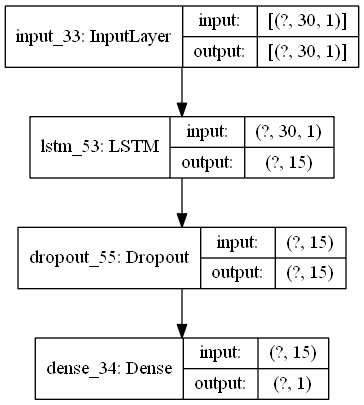 input_33: InputLayer
input: [(?, 30, 1)]
output: [(?, 30, 1)]
lstm_53: LSTM
input: (?, 30, 1)
output: (?, 15)
dropout_55: Dropout
input: (?, 15)
output: (?, 15)
dense_34: Dense
input: (?, 15)
output: (?, 1)